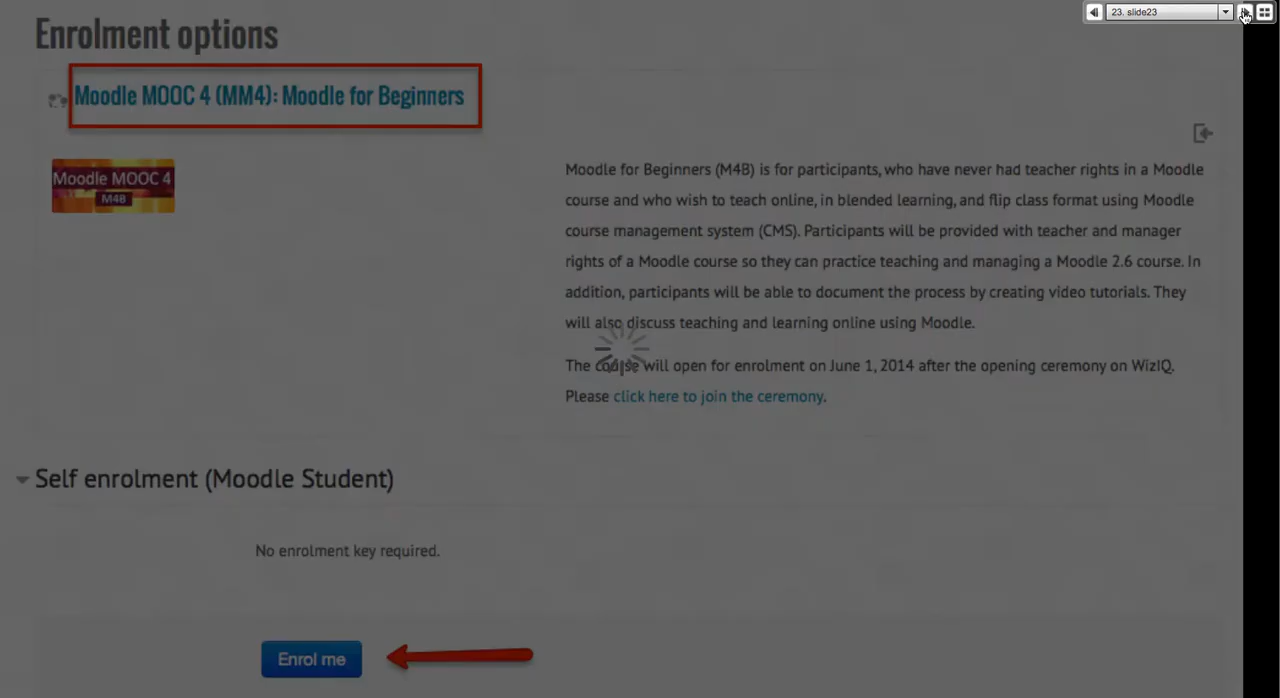 23. slide23
Enrolment options
Moodle MOOC 4 (MM4): Moodle for Beginners
Moodle MOOC 4
M4B
Moodle for Beginners (M4B) is for participants, who have never had teacher rights in a Moodle
course and who wish to teach online, in blended learning, and flip class format using Moodle
course management system (CMS). Participants will be provided with teacher and manager
rights of a Moodle course so they can practice teaching and managing a Moodle 2.6 course. In
addition, participants will be able to document the process by creating video tutorials. They
will also discuss teaching and learning online using Moodle.
The course will open for enrolment on June 1, 2014 after the opening ceremony on WizIQ.
Please click here to join the ceremony.
Self enrolment (Moodle Student)
No enrolment key required.
Enrol me